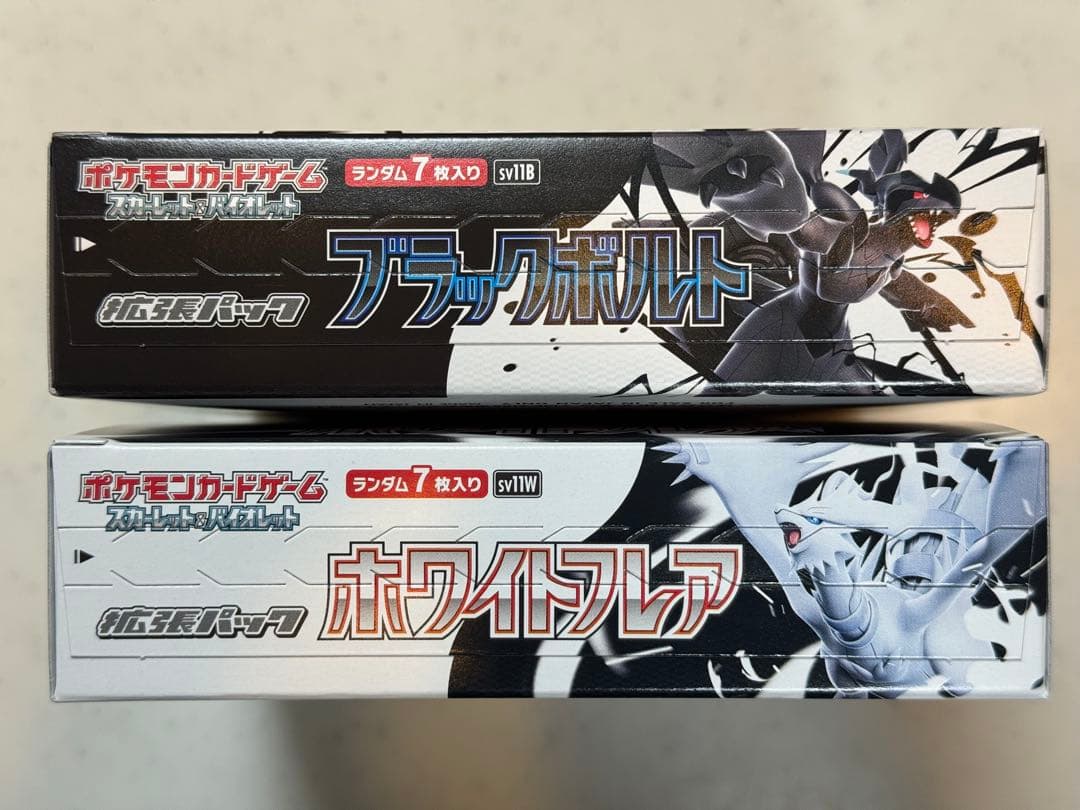 ポケモンカードゲーム
スカーレット&バイオレット
ランダム7枚入り
SV11B
拡張パック
ブラックボルト
ポケモンカードゲーム
スカーレット&バイオレット
ランダム7枚入り
SV11W
拡張パック
ホワイトフレア